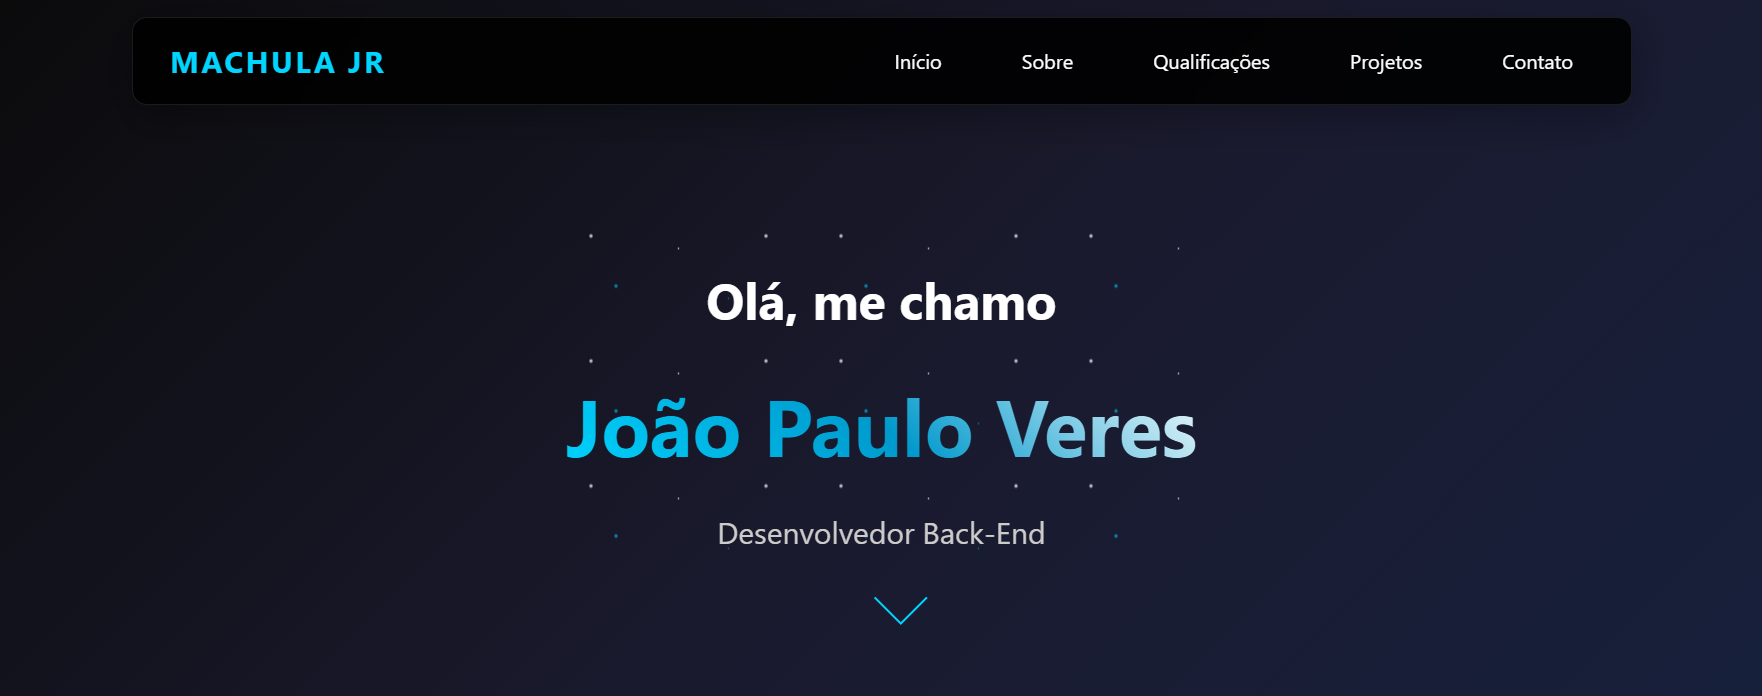 MACHULA JR
Início Sobre Qualificações Projetos Contato
Olá, me chamo
João Paulo Veres
Desenvolvedor Back-End